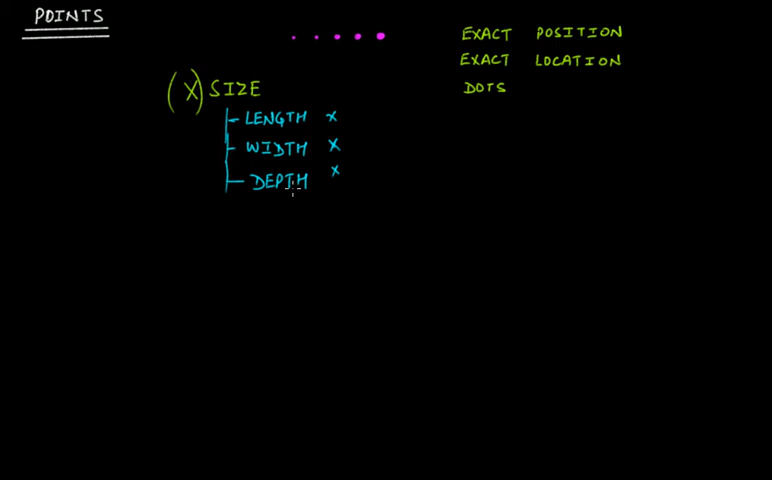 POINTS
EXACT POSITION
EXACT LOCATION
(X) SIZE
DOTS
LENGTH x
WIDTH x
DEPTH x